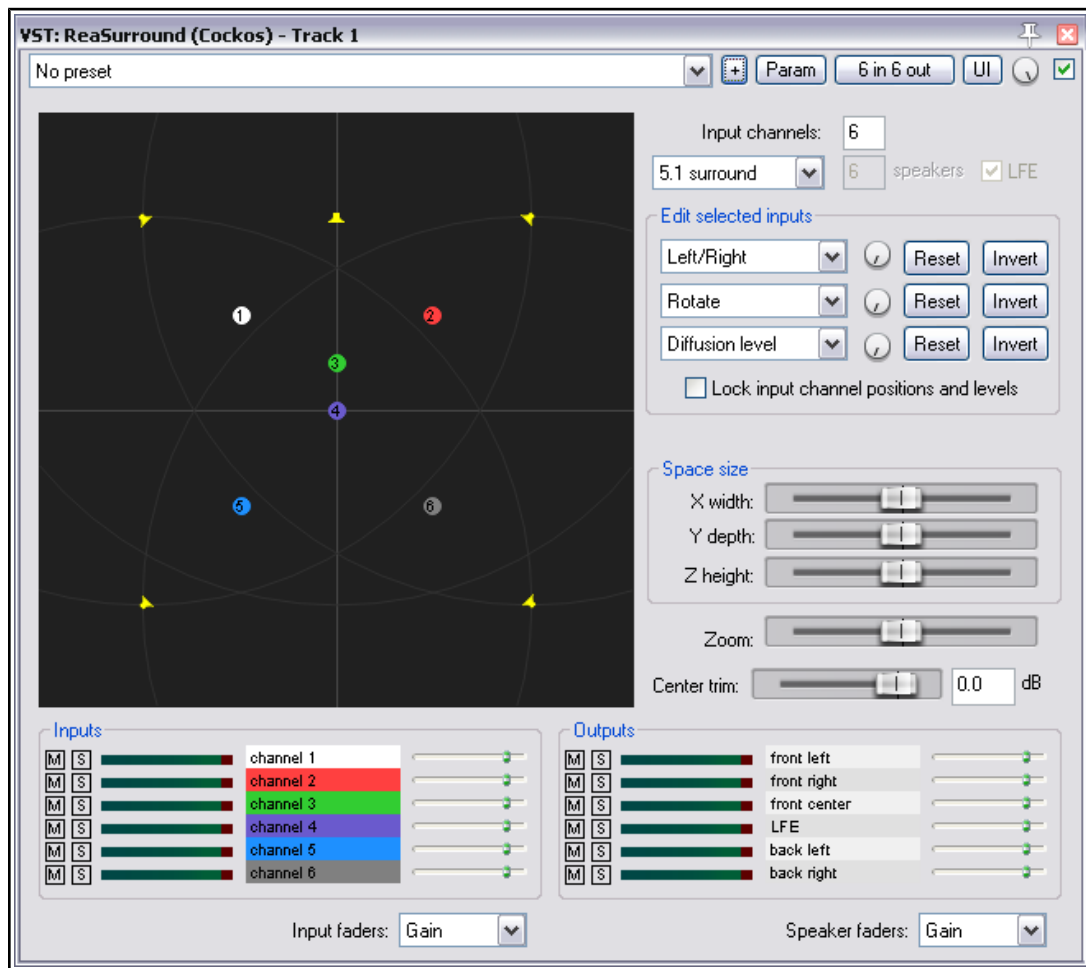 VST: ReaSurround (Cockos) - Track 1
No preset + Param 6 in 6 out UI
Input channels: 6
5.1 surround 6 speakers LFE
Edit selected inputs
Left/Right Reset Invert
Rotate Reset Invert
Diffusion level Reset Invert
Lock input channel positions and levels
1 2
3
4
5 6
Space size
X width:
Y depth:
Z height:
Zoom:
Center trim: 0.0 dB
Inputs
M S channel 1
M S channel 2
M S channel 3
M S channel 4
M S channel 5
M S channel 6
Input faders: Gain
Outputs
M S front left
M S front right
M S front center
M S LFE
M S back left
M S back right
Speaker faders: Gain